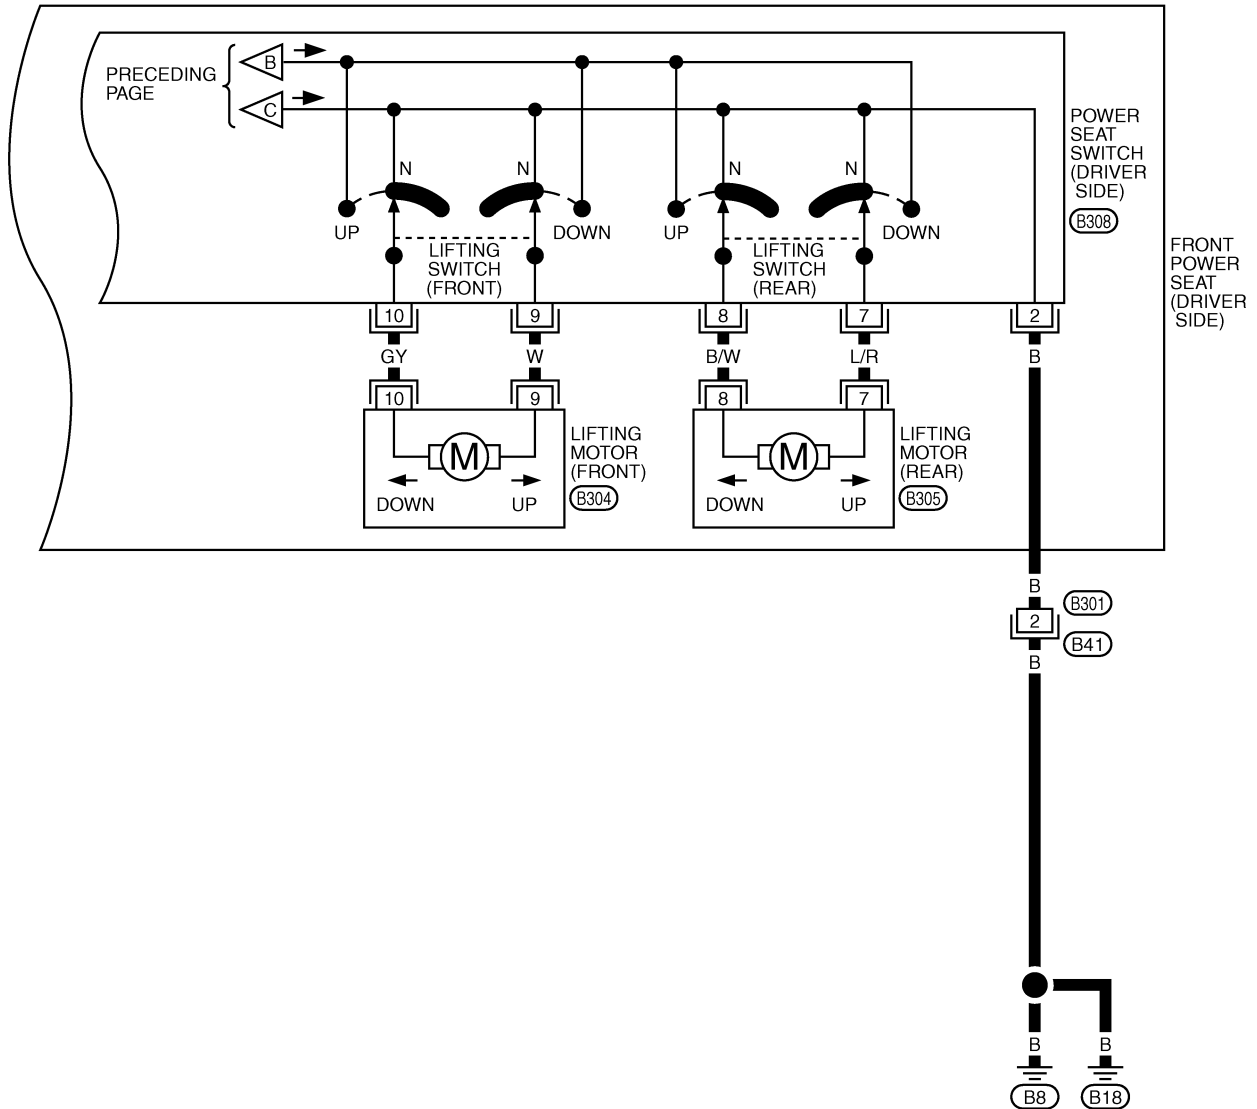 PRECEDING
PAGE
B
C
N
N
N
N
UP
DOWN
UP
DOWN
LIFTING
SWITCH
(FRONT)
LIFTING
SWITCH
(REAR)
POWER
SEAT
SWITCH
(DRIVER
SIDE)
B308
FRONT
POWER
SEAT
(DRIVER
SIDE)
10
9
8
7
2
GY
W
B/W
L/R
B
10
9
8
7
M
M
DOWN
UP
DOWN
UP
LIFTING
MOTOR
(FRONT)
B304
LIFTING
MOTOR
(REAR)
B305
B
B301
2
B41
B
B
B
B8
B18